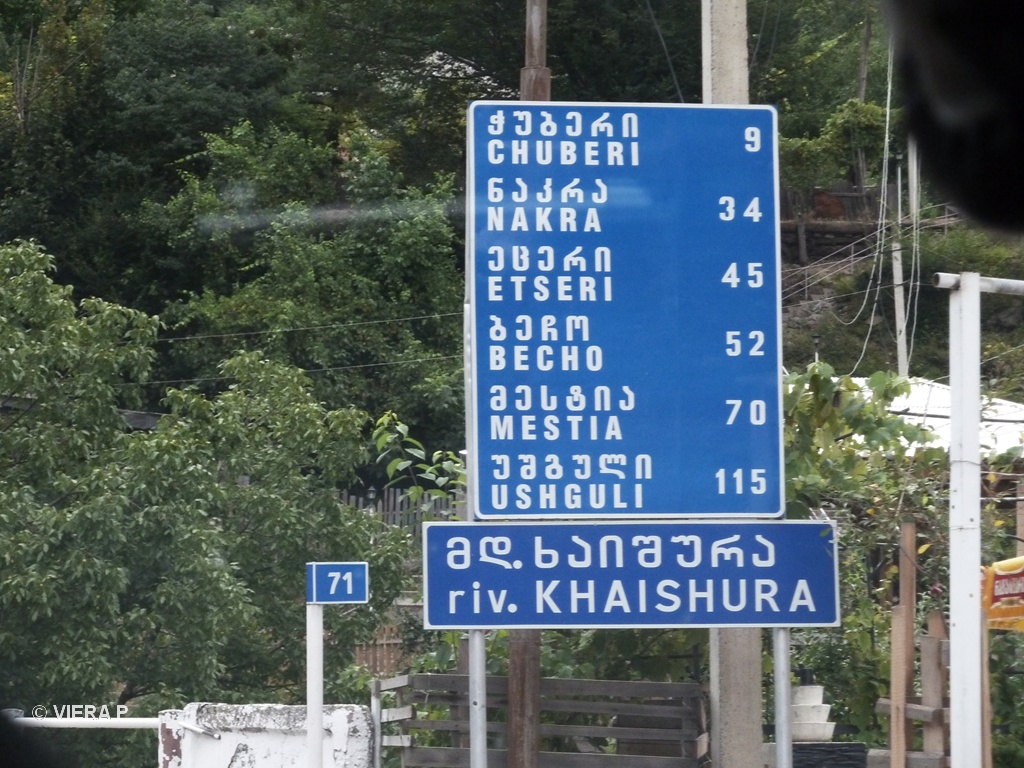 ჭუბერი
CHUBERI 9
ნაკრა
NAKRA 34
ეცერი
ETSERI 45
ბეჩო
BECHO 52
მესტია
MESTIA 70
უშგული
USHGULI 115
მდ. ხაიშურა
riv. KHAISHURA
71
© VIERA P